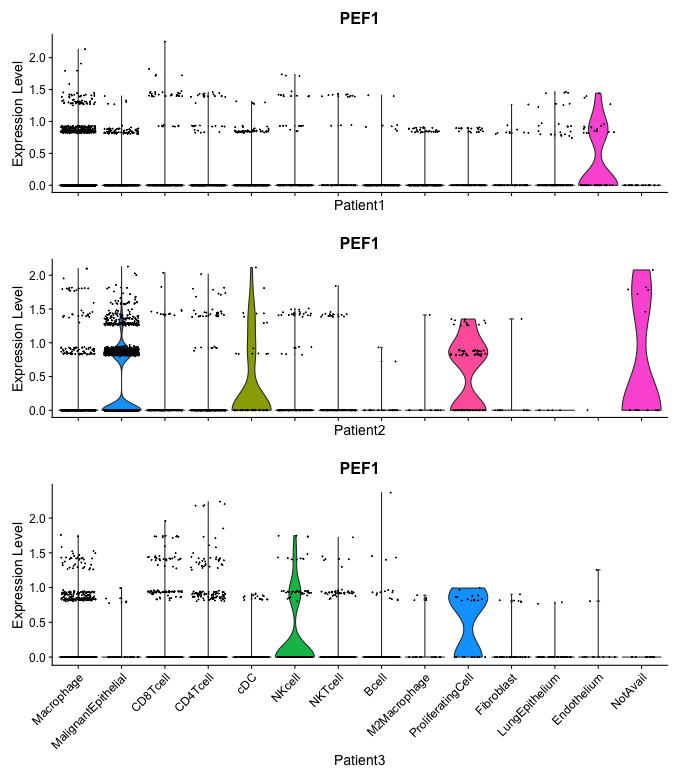 PEF1
Expression Level
2.0
1.5
1.0
0.5
0.0
Patient1
PEF1
Expression Level
2.0
1.5
1.0
0.5
0.0
Patient2
PEF1
Expression Level
2.0
1.5
1.0
0.5
0.0
Macrophage
MalignantEpithelial
CD8Tcell
CD4Tcell
cDC
NKcell
NKTcell
Bcell
M2Macrophage
ProliferatingCell
Fibroblast
LungEpithelium
Endothelium
NotAvail
Patient3